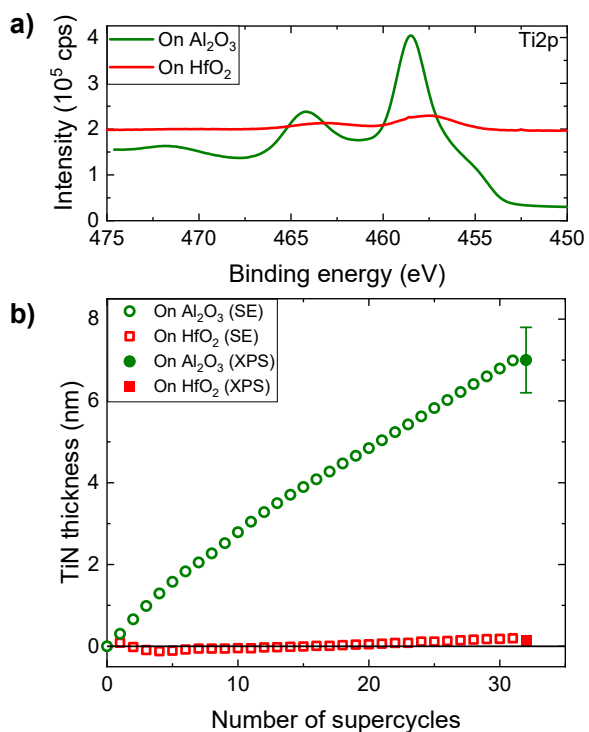 a)
Ti2p
On Al₂O₃
On HfO₂
4
3
2
1
0
Intensity (10⁵ cps)
475 470 465 460 455 450
Binding energy (eV)
b)
On Al₂O₃ (SE)
On HfO₂ (SE)
On Al₂O₃ (XPS)
On HfO₂ (XPS)
8
6
4
2
0
TiN thickness (nm)
0 10 20 30
Number of supercycles